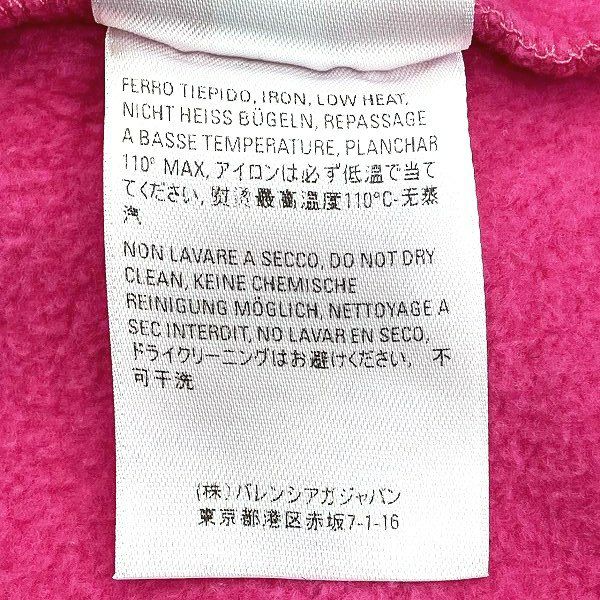 FERRO TIEPIDO, IRON, LOW HEAT,
NICHT HEISS BÜGELN, REPASSAGE
A BASSE TEMPERATURE, PLANCHAR
110° MAX, アイロンは必ず低温で当て
てください, 熨烫最高温度110°C-无蒸
汽
NON LAVARE A SECCO, DO NOT DRY
CLEAN, KEINE CHEMISCHE
REINIGUNG MÖGLICH, NETTOYAGE A
SEC INTERDIT, NO LAVAR EN SECO,
ドライクリーニングはお避けください, 不
可干洗
(株) バレンシアガジャパン
東京都港区赤坂7-1-16